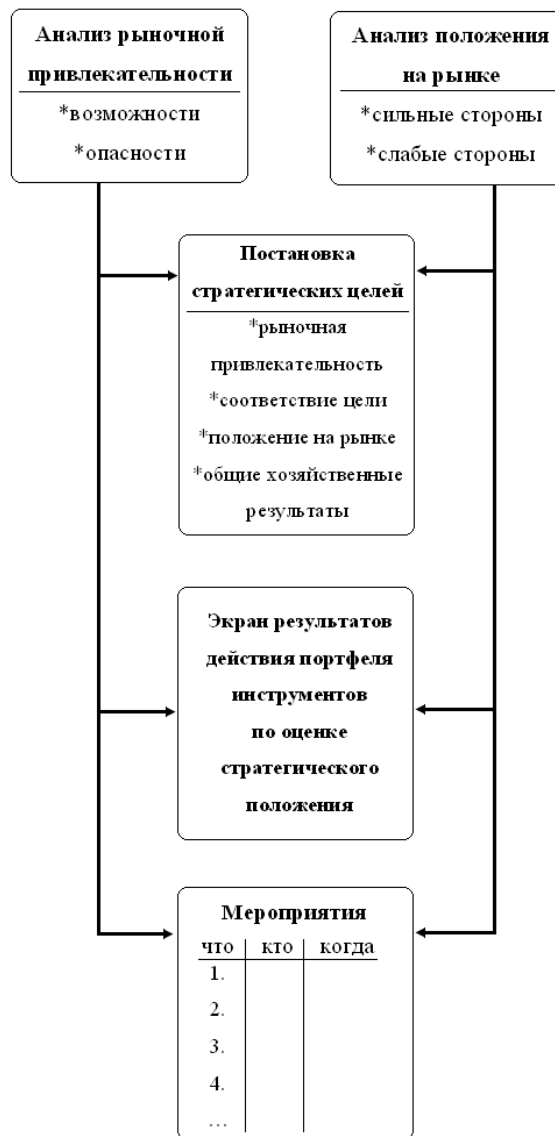 Анализ рыночной
привлекательности
*возможности
*опасности
Анализ положения
на рынке
*сильные стороны
*слабые стороны
Постановка
стратегических целей
*рыночная
привлекательность
*соответствие цели
*положение на рынке
*общие хозяйственные
результаты
Экран результатов
действия портфеля
инструментов
по оценке
стратегического
положения
Мероприятия
что кто когда
1.
2.
3.
4.
...